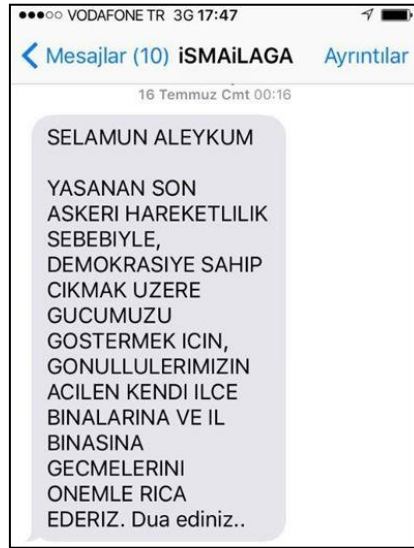 ●●●○○ VODAFONE TR 3G 17:47
Mesajlar (10) iSMAiLAGA Ayrıntılar
16 Temmuz Cmt 00:16
SELAMUN ALEYKUM
YASANAN SON
ASKERI HAREKETLILIK
SEBEBIYLE,
DEMOKRASIYE SAHIP
CIKMAK UZERE
GUCUMUZU
GOSTERMEK ICIN,
GONULLULERIMIZIN
ACILEN KENDI ILCE
BINALARINA VE IL
BINASINA
GECMELERINI
ONEMLE RICA
EDERIZ. Dua ediniz..